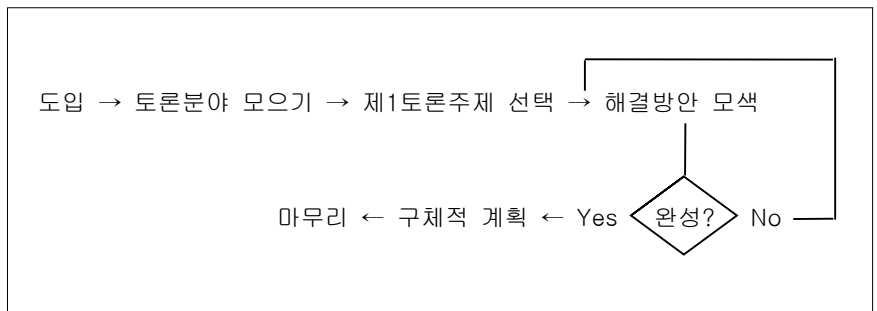 도입 → 토론분야 모으기 → 제1토론주제 선택 → 해결방안 모색
마무리 ← 구체적 계획 ← Yes 완성? No